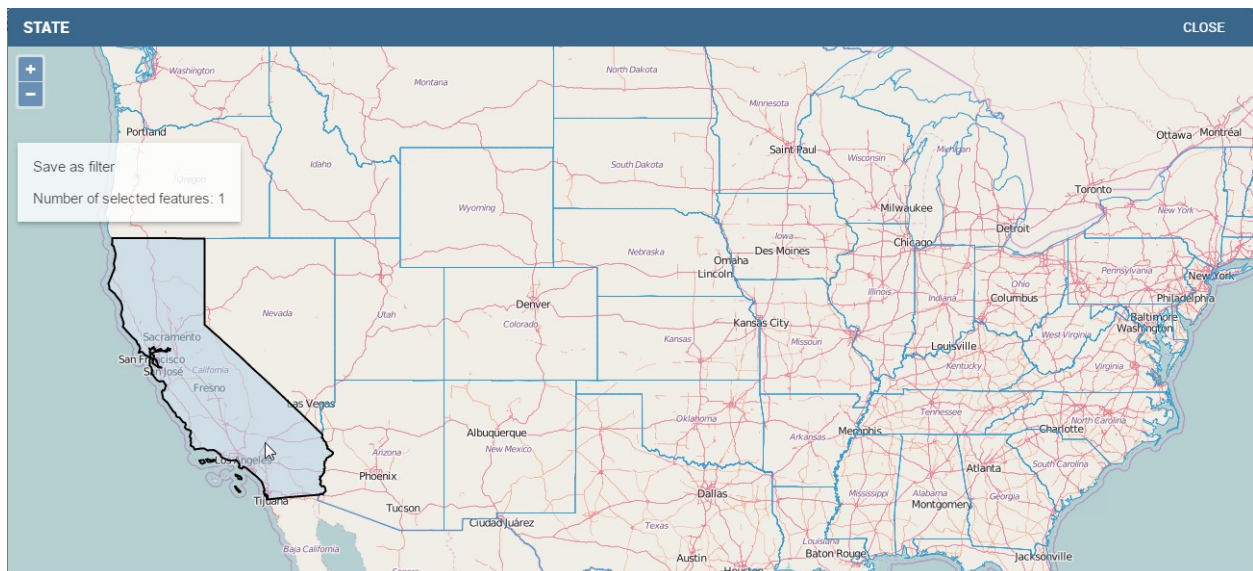 STATE
CLOSE
+
−
Washington
Montana
North Dakota
Minnesota
Portland
Ottawa
Montréal
Saint Paul
Wisconsin
Michigan
Save as filter
Idaho
South Dakota
Oregon
Toronto
Number of selected features: 1
Wyoming
Milwaukee
New York
Detroit
Iowa
Chicago
Nebraska
Des Moines
Omaha
Lincoln
Pennsylvania
New York
Illinois
Indiana
Ohio
Columbus
Philadelphia
Denver
Nevada
Utah
Colorado
Kansas City
Baltimore
Washington
Sacramento
Kansas
Missouri
West Virginia
Louisville
San Francisco
San José
California
Kentucky
Virginia
Fresno
Las Vegas
Tennessee
Oklahoma
North Carolina
Albuquerque
Memphis
Charlotte
Arkansas
New Mexico
Arizona
Los Angeles
South Carolina
Atlanta
Phoenix
Dallas
Mississippi
Alabama
Georgia
Tijuana
Tucson
Montgomery
Ciudad Juárez
Texas
Louisiana
Baja California
Austin
Baton Rouge
Jacksonville
Houston